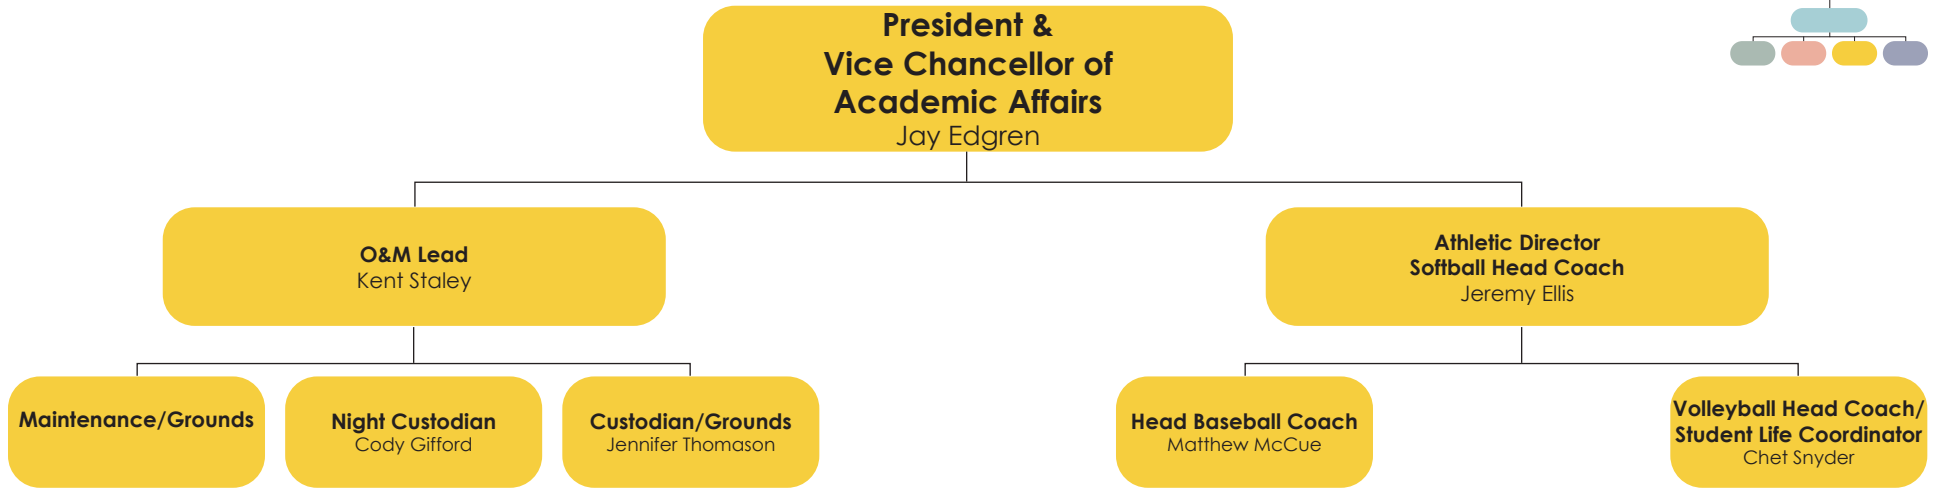 President &
Vice Chancellor of
Academic Affairs
Jay Edgren
O&M Lead
Kent Staley
Athletic Director
Softball Head Coach
Jeremy Ellis
Maintenance/Grounds
Night Custodian
Cody Gifford
Custodian/Grounds
Jennifer Thomason
Head Baseball Coach
Matthew McCue
Volleyball Head Coach/
Student Life Coordinator
Chet Snyder